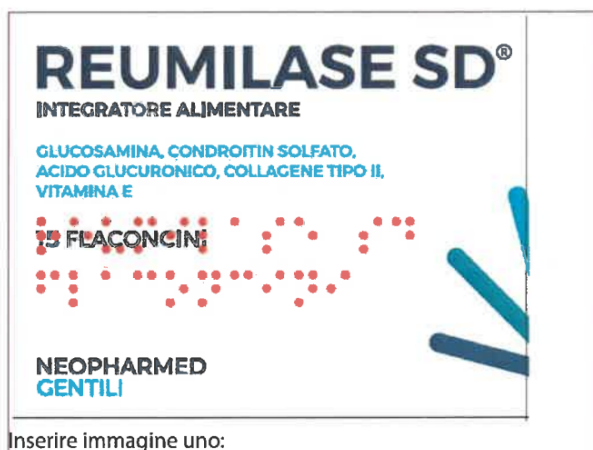 REUMILASE SD®
INTEGRATORE ALIMENTARE
GLUCOSAMINA, CONDROITIN SOLFATO,
ACIDO GLUCURONICO, COLLAGENE TIPO II,
VITAMINA E
15 FLACONCINI
NEOPHARMED
GENTILI
Inserire immagine uno: